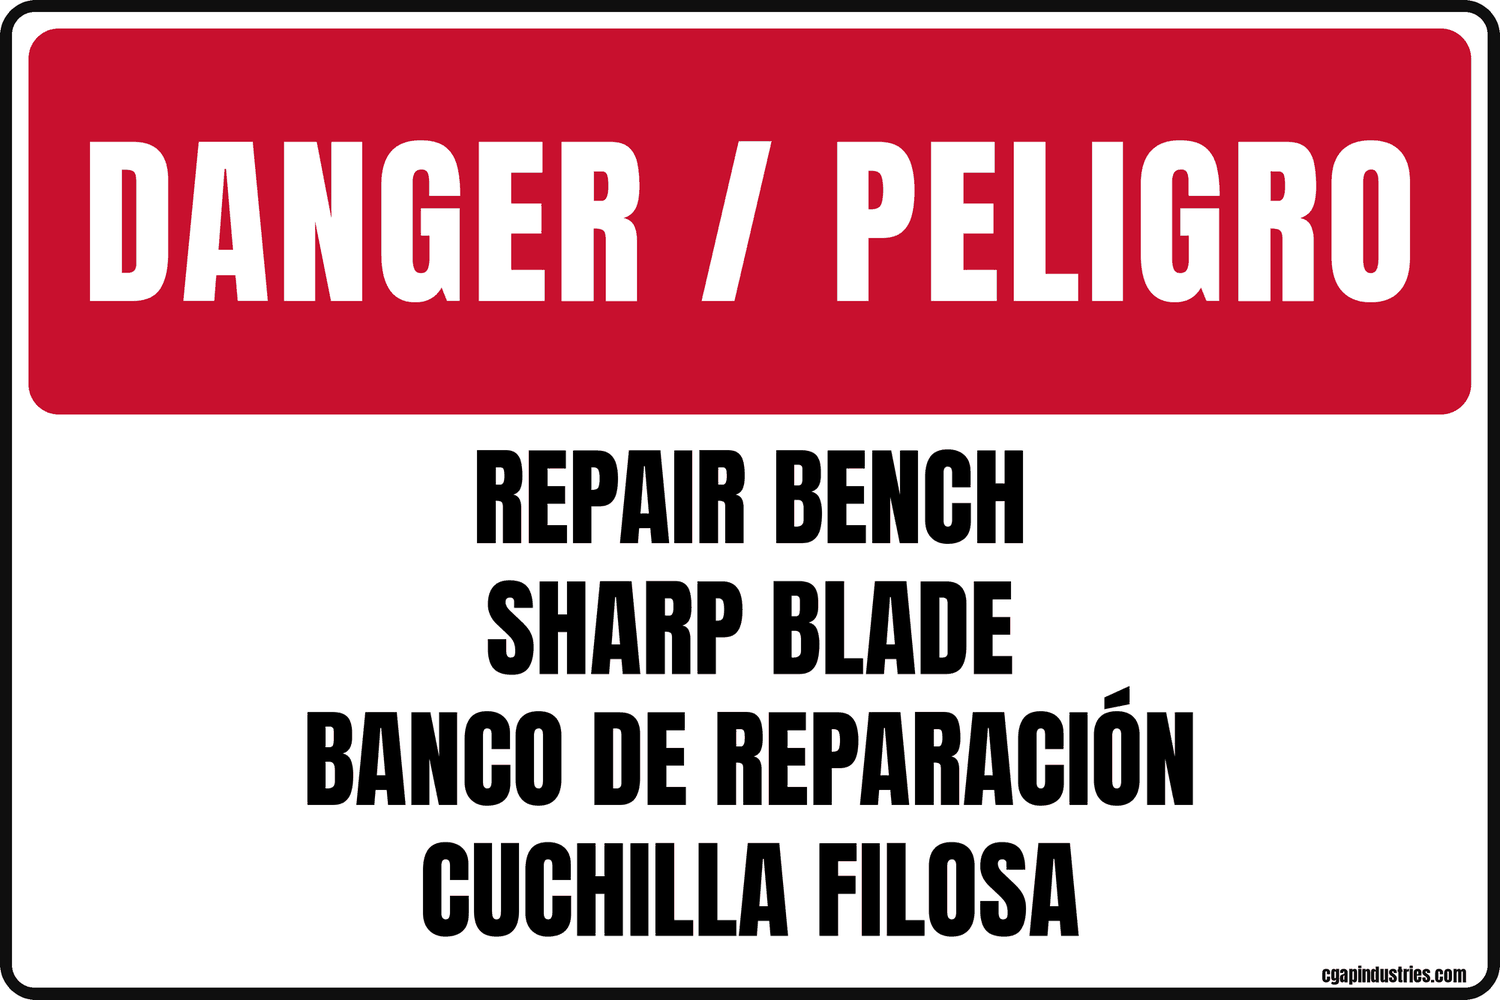 DANGER / PELIGRO
REPAIR BENCH
SHARP BLADE
BANCO DE REPARACIÓN
CUCHILLA FILOSA
cgapindustries.com